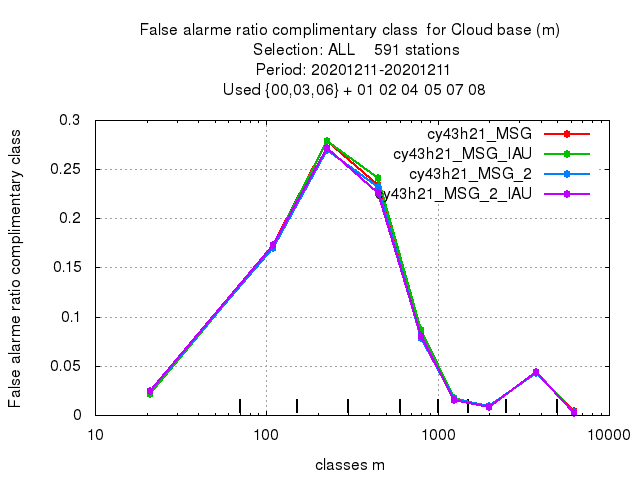 False alarme ratio complimentary class  for Cloud base (m)
Selection: ALL    591 stations
Period: 20201211-20201211
Used {00,03,06} + 01 02 04 05 07 08
False alarme ratio complimentary class
0.3
0.25
0.2
0.15
0.1
0.05
0
cy43h21_MSG
cy43h21_MSG_IAU
cy43h21_MSG_2
cy43h21_MSG_2_IAU
10 100 1000 10000
classes m